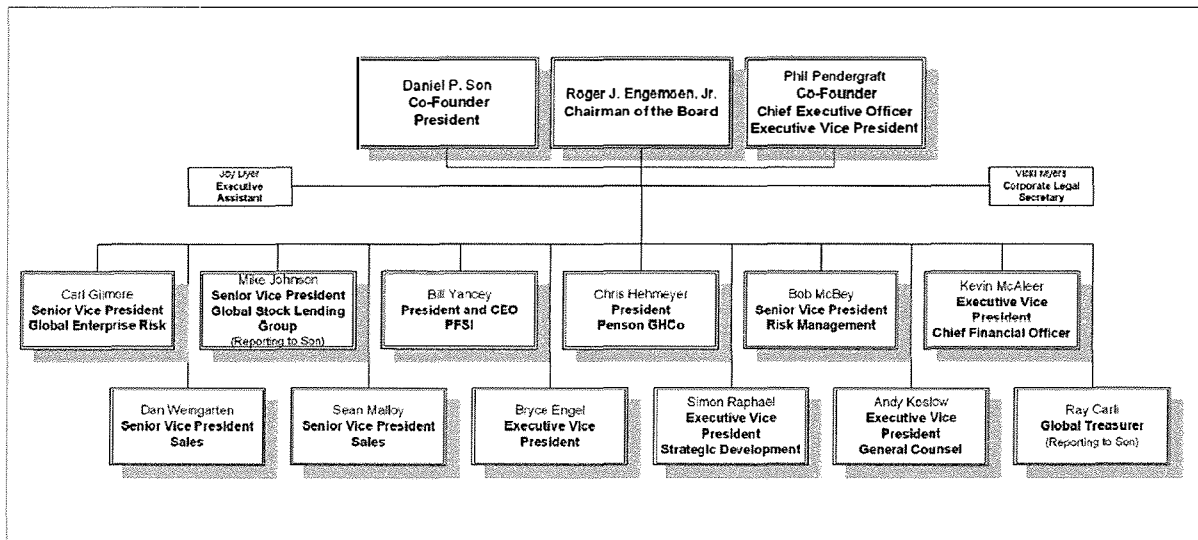 Daniel P. Son
Co-Founder
President
Roger J. Engemoen, Jr.
Chairman of the Board
Phil Pendergraft
Co-Founder
Chief Executive Officer
Executive Vice President
Joy Dyer
Executive
Assistant
Vicki Myers
Corporate Legal
Secretary
Carl Gilmore
Senior Vice President
Global Enterprise Risk
Mike Johnson
Senior Vice President
Global Stock Lending
Group
(Reporting to Son)
Bill Yancey
President and CEO
PFSI
Chris Hehmeyer
President
Penson GHCo
Bob McBey
Senior Vice President
Risk Management
Kevin McAleer
Executive Vice
President
Chief Financial Officer
Dan Weingarten
Senior Vice President
Sales
Sean Malloy
Senior Vice President
Sales
Bryce Engel
Executive Vice
President
Simon Raphael
Executive Vice
President
Strategic Development
Andy Koslow
Executive Vice
President
General Counsel
Ray Carli
Global Treasurer
(Reporting to Son)